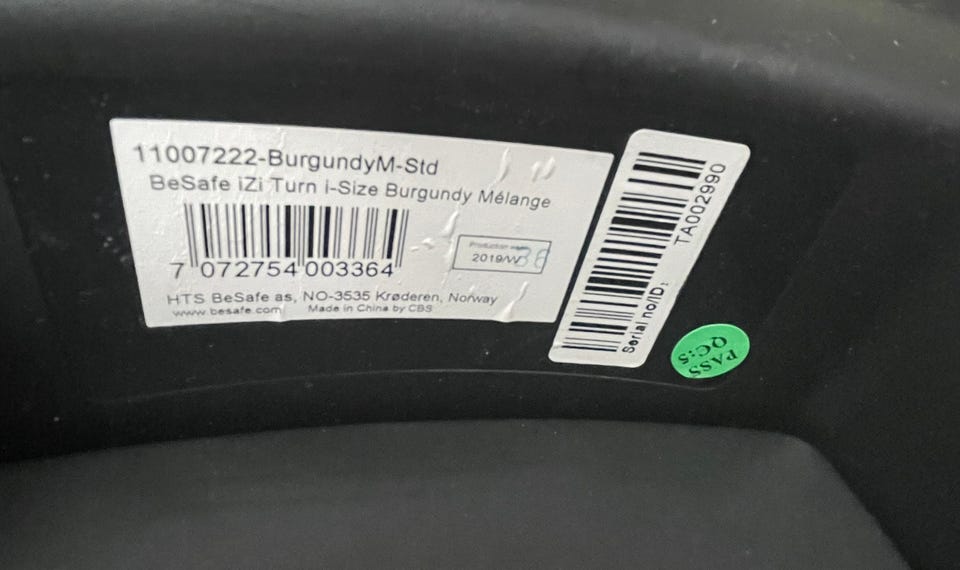 11007222-BurgundyM-Std
BeSafe iZi Turn i-Size Burgundy Mélange
7 072754 003364
Production week
2019/W38
HTS BeSafe as, NO-3535 Krøderen, Norway
www.besafe.com Made in China by CBS
Serial no/ID: TA002990
PASS
QC:5